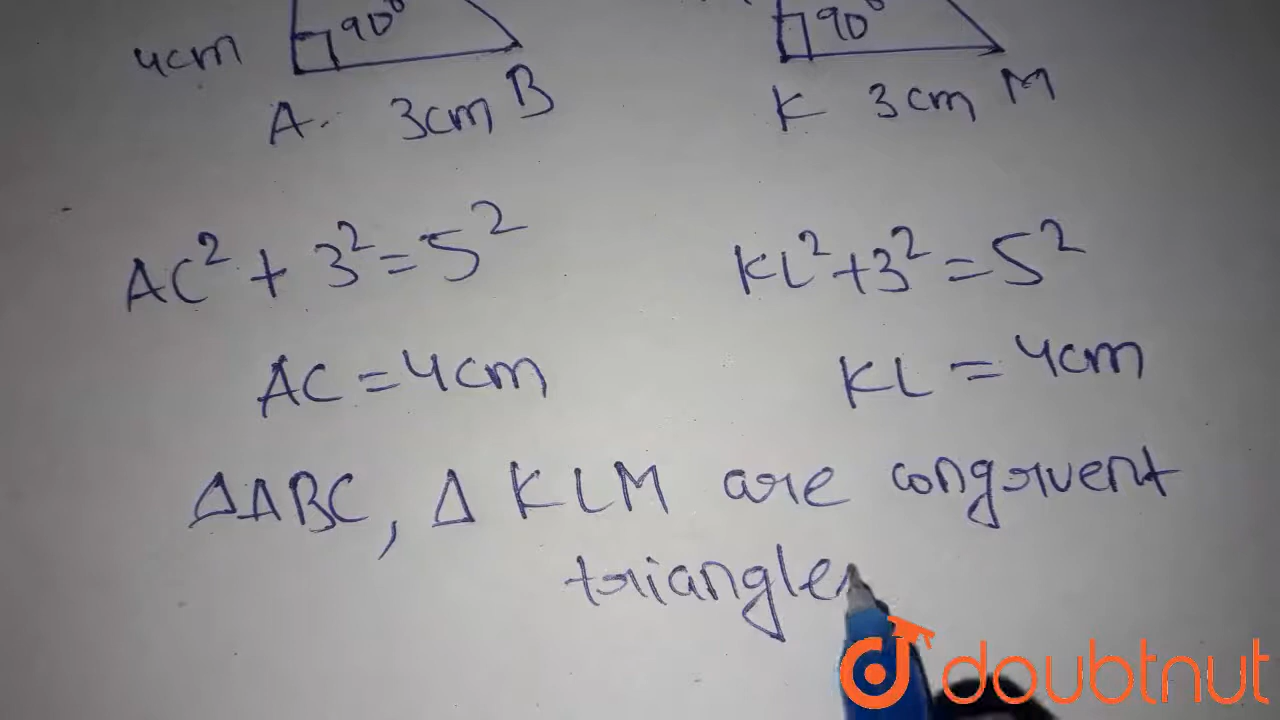 4cm 90° 90°
A. 3cm B K 3cm M
AC² + 3² = 5² KL² + 3² = 5²
AC = 4cm KL = 4cm
△ABC, △KLM are congruent
triangles
doubtnut